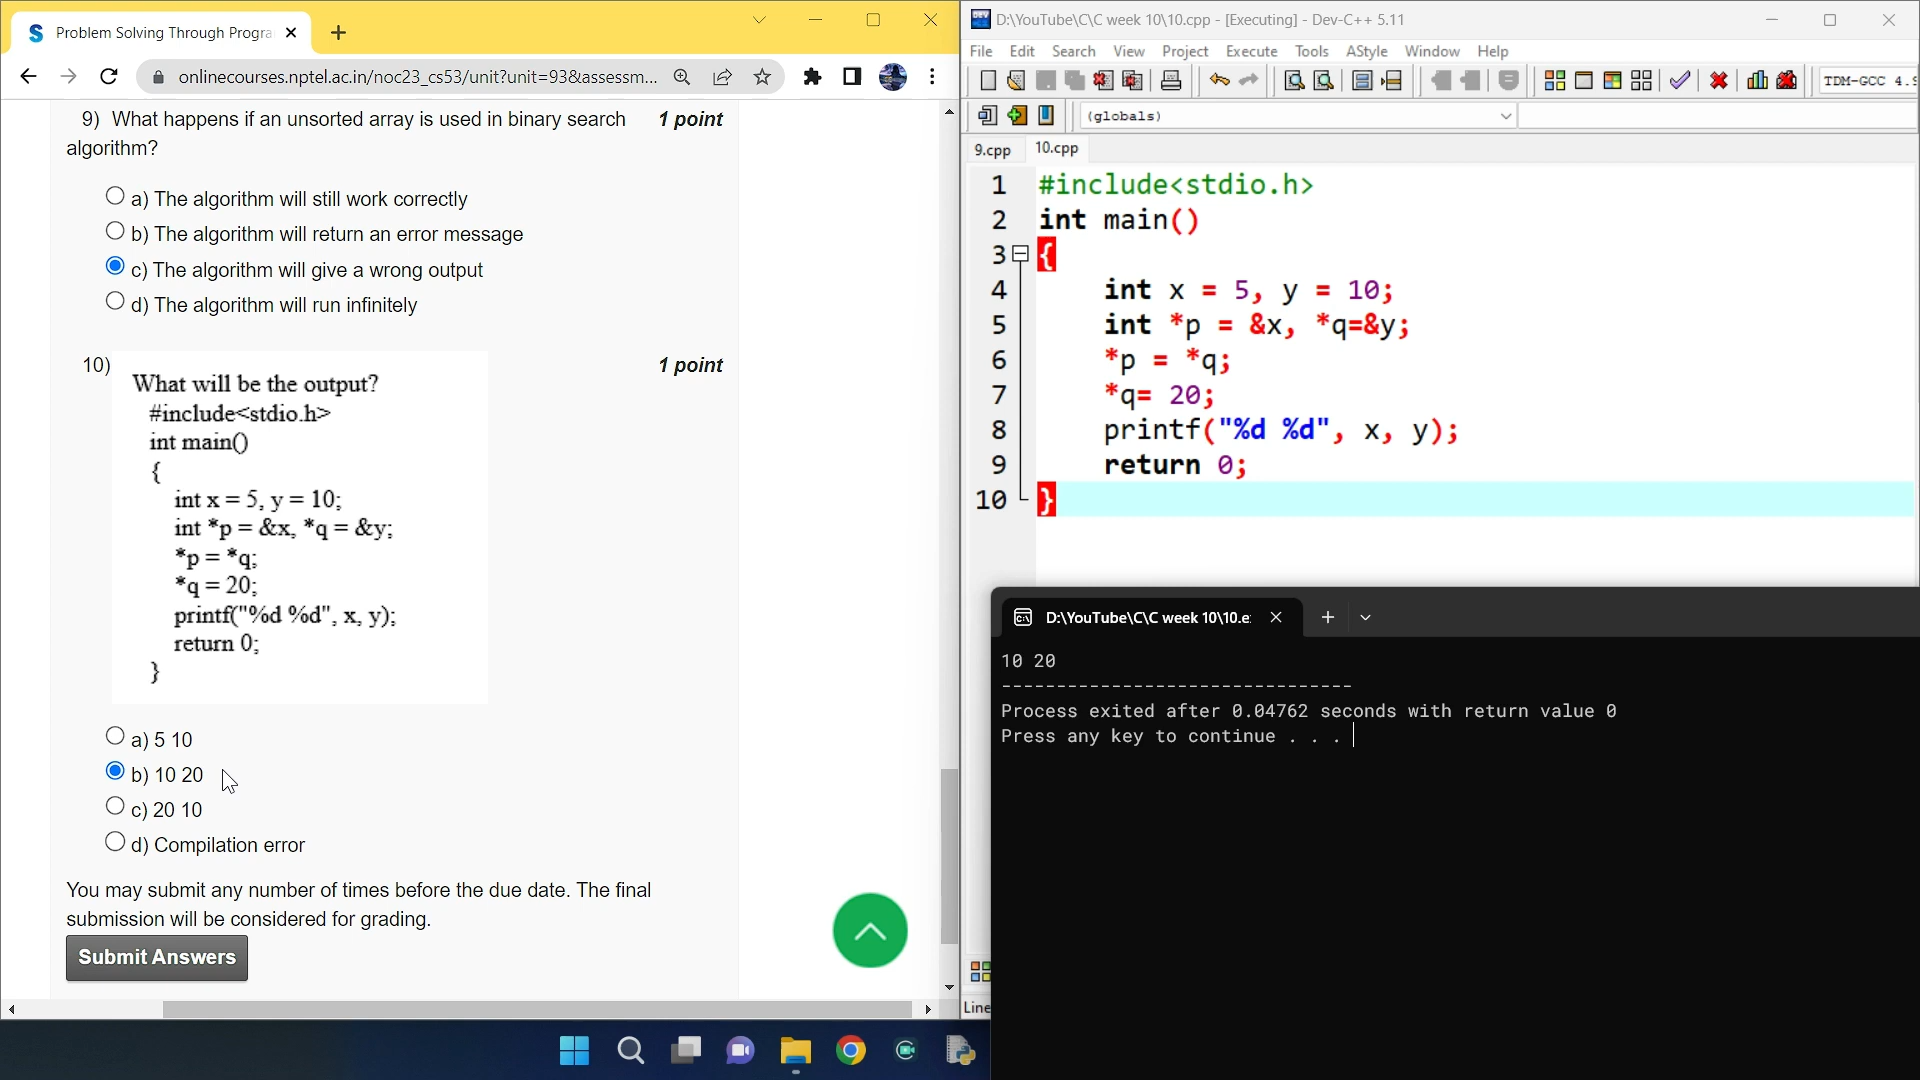 Problem Solving Through Progra
onlinecourses.nptel.ac.in/noc23_cs53/unit?unit=93&assessm...
9) What happens if an unsorted array is used in binary search 1 point
algorithm?
a) The algorithm will still work correctly
b) The algorithm will return an error message
c) The algorithm will give a wrong output
d) The algorithm will run infinitely
10) 1 point
What will be the output?
#include<stdio.h>
int main()
{
int x = 5, y = 10;
int *p = &x, *q = &y;
*p = *q;
*q = 20;
printf("%d %d", x, y);
return 0;
}
a) 5 10
b) 10 20
c) 20 10
d) Compilation error
You may submit any number of times before the due date. The final
submission will be considered for grading.
Submit Answers
D:\YouTube\C\C week 10\10.cpp - [Executing] - Dev-C++ 5.11
File Edit Search View Project Execute Tools AStyle Window Help
TDM-GCC 4.9
(globals)
9.cpp 10.cpp
1 #include<stdio.h>
2 int main()
3 {
4 int x = 5, y = 10;
5 int *p = &x, *q=&y;
6 *p = *q;
7 *q= 20;
8 printf("%d %d", x, y);
9 return 0;
10 }
Line
D:\YouTube\C\C week 10\10.e
10 20
--------------------------------
Process exited after 0.04762 seconds with return value 0
Press any key to continue . . .